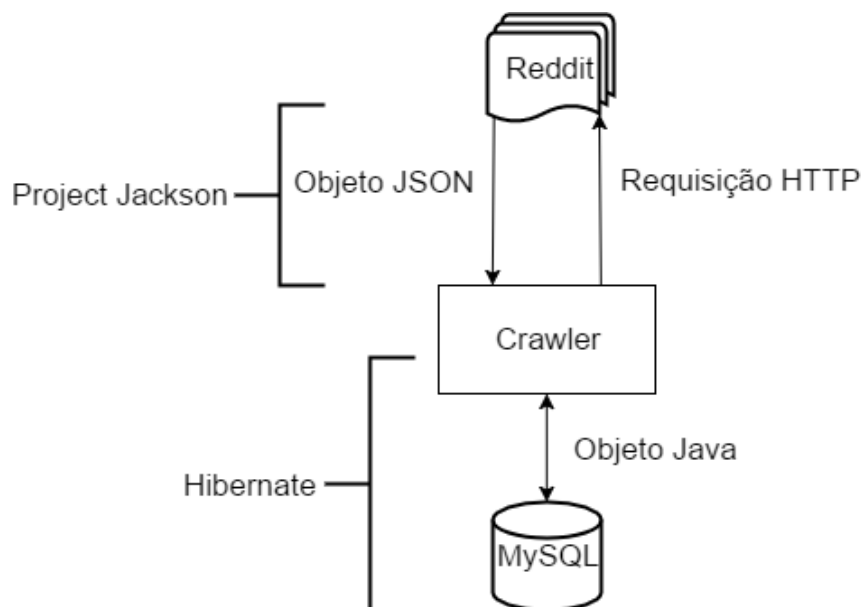 Reddit
Project Jackson
Objeto JSON
Requisição HTTP
Crawler
Objeto Java
Hibernate
MySQL